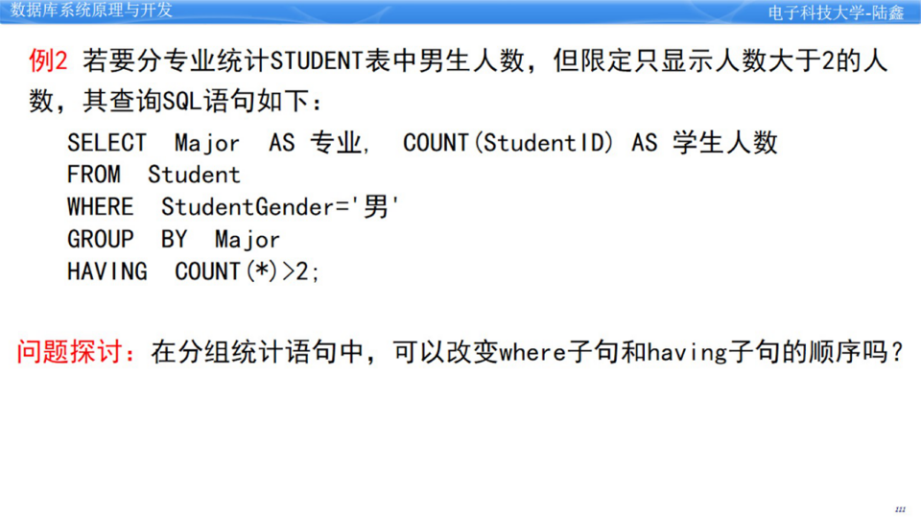 数据库系统原理与开发
电子科技大学-陆鑫
例2 若要分专业统计STUDENT表中男生人数，但限定只显示人数大于2的人
数，其查询SQL语句如下：
SELECT Major AS 专业, COUNT(StudentID) AS 学生人数
FROM Student
WHERE StudentGender='男'
GROUP BY Major
HAVING COUNT(*)>2;
问题探讨：在分组统计语句中，可以改变where子句和having子句的顺序吗？
111